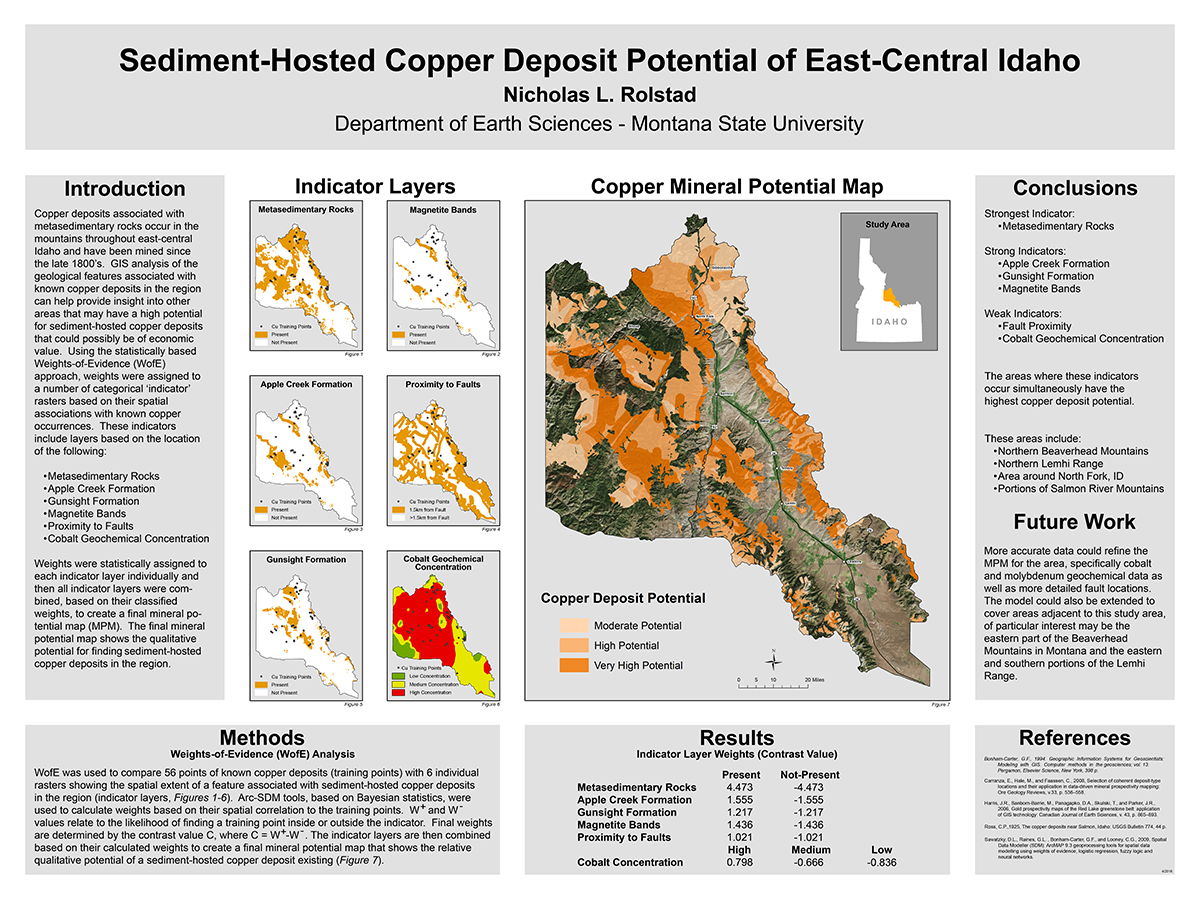 Sediment-Hosted Copper Deposit Potential of East-Central Idaho
Nicholas L. Rolstad
Department of Earth Sciences - Montana State University
Introduction
Copper deposits associated with
metasedimentary rocks occur in the
mountains throughout east-central
Idaho and have been mined since
the late 1800's.  GIS analysis of the
geological features associated with
known copper deposits in the region
can help provide insight into other
areas that may have a high potential
for sediment-hosted copper deposits
that could possibly be of economic
value.  Using the statistically based
Weights-of-Evidence (WofE)
approach, weights were assigned to
a number of categorical 'indicator'
rasters based on their spatial
associations with known copper
occurrences.  These indicators
include layers based on the location
of the following:
•Metasedimentary Rocks
•Apple Creek Formation
•Gunsight Formation
•Magnetite Bands
•Proximity to Faults
•Cobalt Geochemical Concentration
Weights were statistically assigned to
each indicator layer individually and
then all indicator layers were com-
bined, based on their classified
weights, to create a final mineral po-
tential map (MPM).  The final mineral
potential map shows the qualitative
potential for finding sediment-hosted
copper deposits in the region.
Indicator Layers
Metasedimentary Rocks
Cu Training Points
Present
Not Present
Figure 1
Magnetite Bands
Cu Training Points
Present
Not Present
Figure 2
Apple Creek Formation
Cu Training Points
Present
Not Present
Figure 3
Proximity to Faults
Cu Training Points
1.5km from Fault
>1.5km from Fault
Figure 4
Gunsight Formation
Cu Training Points
Present
Not Present
Figure 5
Cobalt Geochemical
Concentration
Cu Training Points
Low Concentration
Medium Concentration
High Concentration
Figure 6
Copper Mineral Potential Map
Study Area
IDAHO
Copper Deposit Potential
Moderate Potential
High Potential
Very High Potential
N
0 5 10 20 Miles
Figure 7
Conclusions
Strongest Indicator:
•Metasedimentary Rocks
Strong Indicators:
•Apple Creek Formation
•Gunsight Formation
•Magnetite Bands
Weak Indicators:
•Fault Proximity
•Cobalt Geochemical Concentration
The areas where these indicators
occur simultaneously have the
highest copper deposit potential.
These areas include:
•Northern Beaverhead Mountains
•Northern Lemhi Range
•Area around North Fork, ID
•Portions of Salmon River Mountains
Future Work
More accurate data could refine the
MPM for the area, specifically cobalt
and molybdenum geochemical data as
well as more detailed fault locations.
The model could also be extended to
cover areas adjacent to this study area,
of particular interest may be the
eastern part of the Beaverhead
Mountains in Montana and the eastern
and southern portions of the Lemhi
Range.
Methods
Weights-of-Evidence (WofE) Analysis
WofE was used to compare 56 points of known copper deposits (training points) with 6 individual
rasters showing the spatial extent of a feature associated with sediment-hosted copper deposits
in the region (indicator layers, Figures 1-6).  Arc-SDM tools, based on Bayesian statistics, were
used to calculate weights based on their spatial correlation to the training points.  W+ and W-
values relate to the likelihood of finding a training point inside or outside the indicator.  Final weights
are determined by the contrast value C, where C = W+-W-. The indicator layers are then combined
based on their calculated weights to create a final mineral potential map that shows the relative
qualitative potential of a sediment-hosted copper deposit existing (Figure 7).
Results
Indicator Layer Weights (Contrast Value)
Present Not-Present
Metasedimentary Rocks 4.473 -4.473
Apple Creek Formation 1.555 -1.555
Gunsight Formation 1.217 -1.217
Magnetite Bands 1.436 -1.436
Proximity to Faults 1.021 -1.021
High Medium Low
Cobalt Concentration 0.798 -0.666 -0.836
References
Bonham-Carter, G.F., 1994. Geographic Information Systems for Geoscientists:
Modeling with GIS. Computer methods in the geosciences; vol. 13.
Pergamon, Elsevier Science, New York, 398 p.
Carranza, E., Hale, M., and Faassen, C., 2008, Selection of coherent deposit-type
locations and their application in data-driven mineral prospectivity mapping:
Ore Geology Reviews, v.33, p. 536-558.
Harris, J.R., Sanborn-Barrie, M., Panagapko, D.A., Skulski, T., and Parker, J.R.,
2006, Gold prospectivity maps of the Red Lake greenstone belt: application
of GIS technology: Canadian Journal of Earth Sciences, v. 43, p. 865-893.
Ross, C.P.,1925, The copper deposits near Salmon, Idaho: USGS Bulletin 774, 44 p.
Sawatzky, D.L., Raines, G.L. , Bonham-Carter, G.F., and Looney, C.G., 2009, Spatial
Data Modeller (SDM): ArcMAP 9.3 geoprocessing tools for spatial data
modelling using weights of evidence, logistic regression, fuzzy logic and
neural networks.